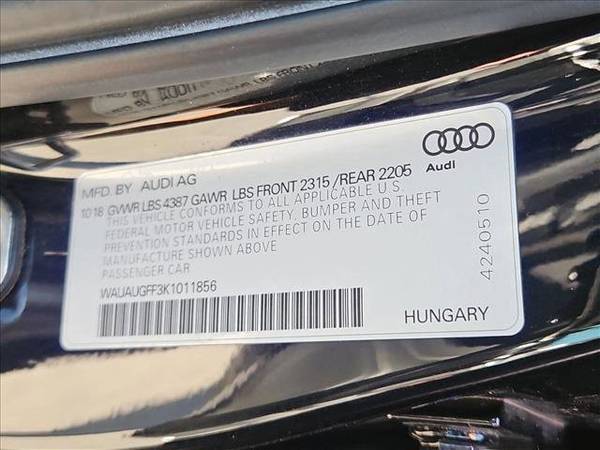 MFD. BY AUDI AG
10 18 GVWR LBS 4387 GAWR LBS FRONT 2315 / REAR 2205
THIS VEHICLE CONFORMS TO ALL APPLICABLE U.S.
FEDERAL MOTOR VEHICLE SAFETY, BUMPER AND THEFT
PREVENTION STANDARDS IN EFFECT ON THE DATE OF
MANUFACTURE SHOWN ABOVE
PASSENGER CAR
WAUAUGFF3K1011856
Audi
4240510
HUNGARY